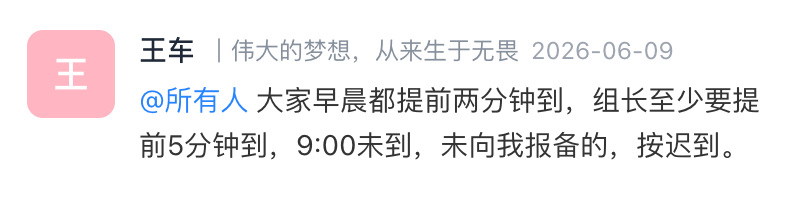 王
王车 | 伟大的梦想，从来生于无畏 2026-06-09
@所有人 大家早晨都提前两分钟到，组长至少要提
前5分钟到，9:00未到，未向我报备的，按迟到。